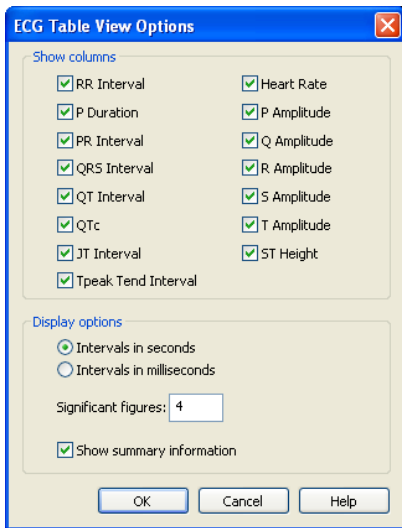 ECG Table View Options
Show columns
RR Interval
Heart Rate
P Duration
P Amplitude
PR Interval
Q Amplitude
QRS Interval
R Amplitude
QT Interval
S Amplitude
QTc
T Amplitude
JT Interval
ST Height
Tpeak Tend Interval
Display options
Intervals in seconds
Intervals in milliseconds
Significant figures: 4
Show summary information
OK Cancel Help